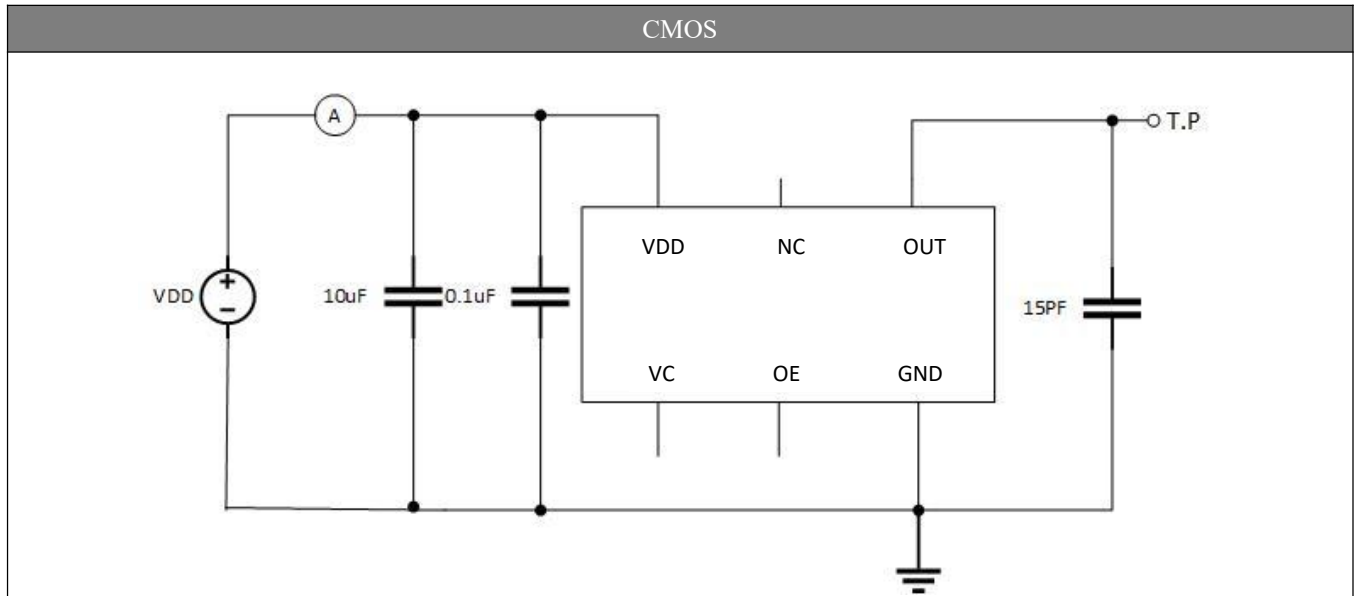 CMOS
A
T.P
VDD NC OUT
VDD
10uF
0.1uF
15PF
VC OE GND